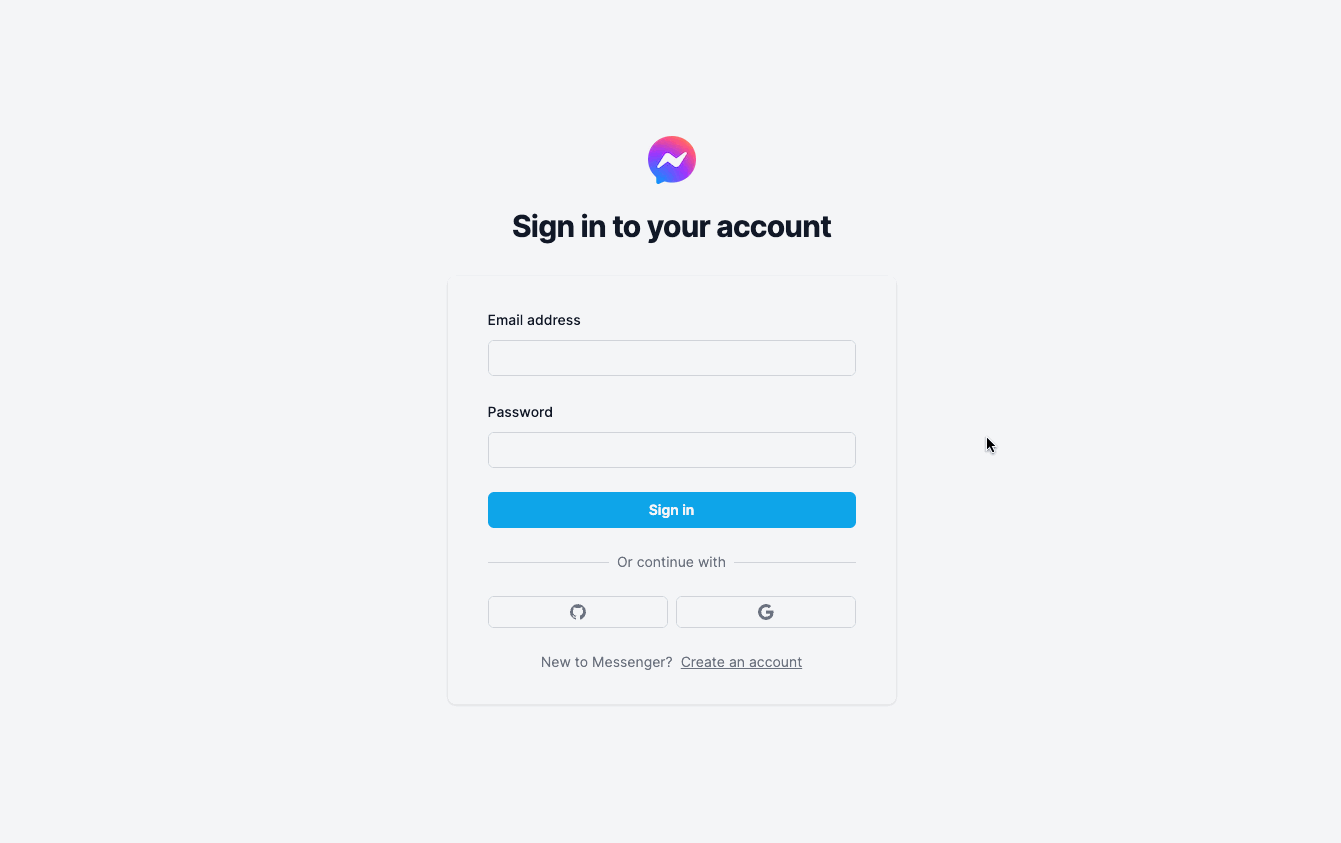 Sign in to your account
Email address
Password
Sign in
Or continue with
New to Messenger? Create an account